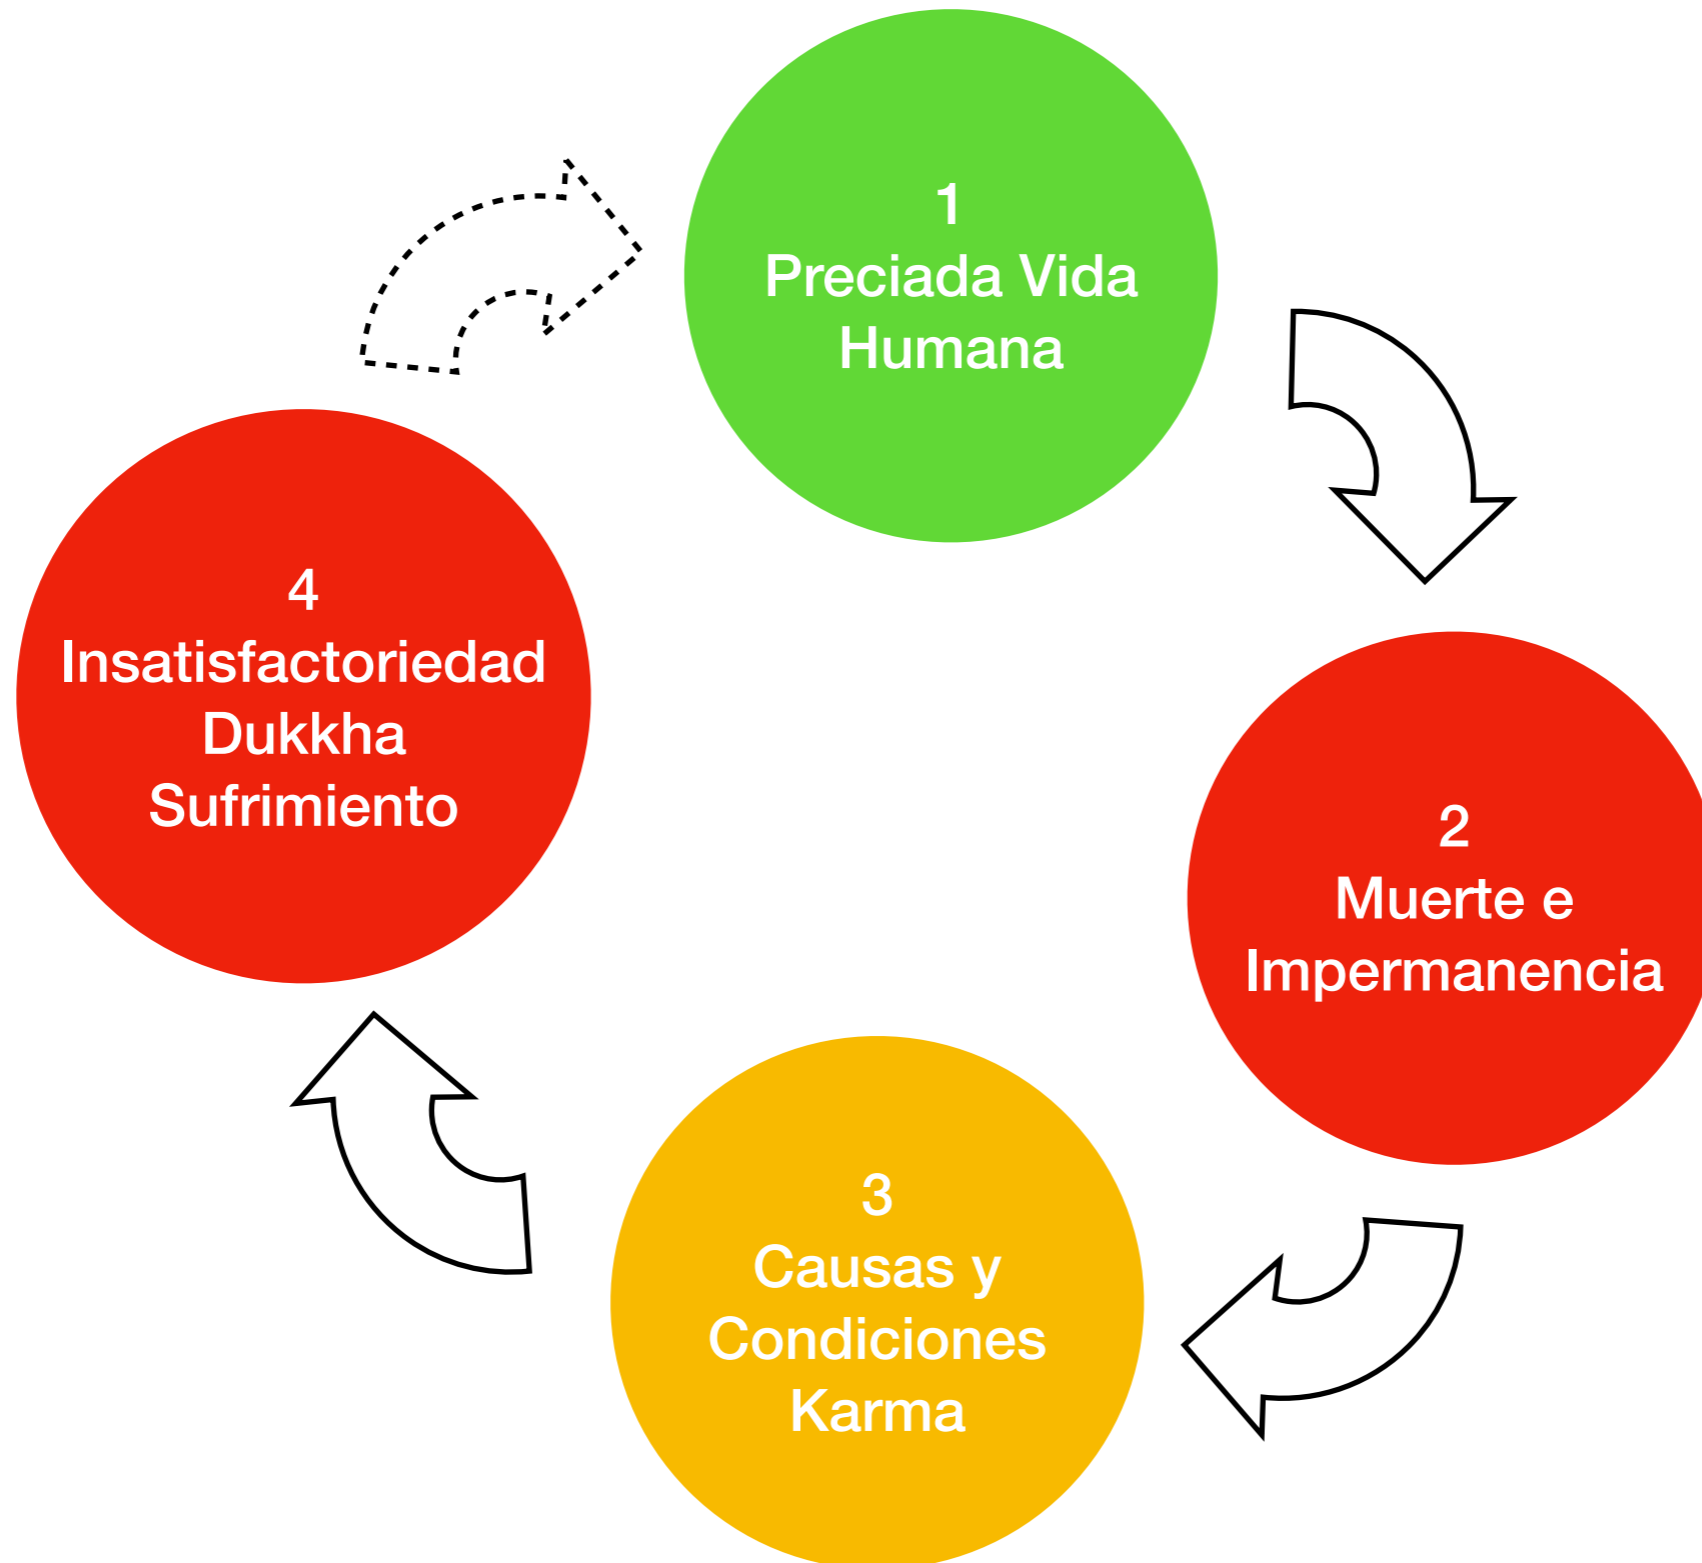 1
Preciada Vida
Humana
2
Muerte e
Impermanencia
3
Causas y
Condiciones
Karma
4
Insatisfactoriedad
Dukkha
Sufrimiento